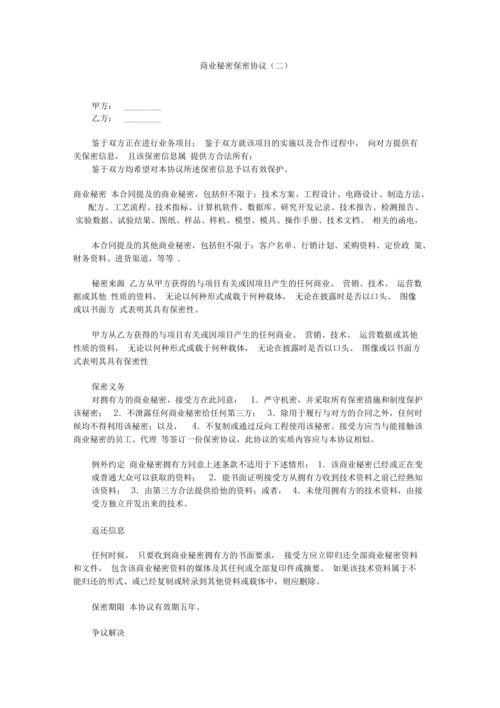 商业秘密保密协议（二）
甲方： ________
乙方： ________
鉴于双方正在进行业务项目； 鉴于双方就该项目的实施以及合作过程中， 向对方提供有
关保密信息， 且该保密信息属 提供方合法所有；
鉴于双方均希望对本协议所述保密信息予以有效保护。
商业秘密 本合同提及的商业秘密，包括但不限于：技术方案、工程设计、电路设计、制造方法、
配方、工艺流程、技术指标、计算机软件、数据库、研究开发记录、技术报告、检测报告、
实验数据、试验结果、图纸、样品、样机、模型、模具、操作手册、技术文档、 相关的函电，
本合同提及的其他商业秘密，包括但不限于：客户名单、行销计划、采购资料、定价政 策、
财务资料、进货渠道，等等 .
秘密来源 乙方从甲方获得的与项目有关或因项目产生的任何商业、 营销、技术、 运营数
据或其他 性质的资料， 无论以何种形式或载于何种载体， 无论在披露时是否以口头、 图像
或以书面方 式表明其具有保密性。
甲方从乙方获得的与项目有关或因项目产生的任何商业、 营销、技术、 运营数据或其他
性质的资料，无论以何种形式或载于何种载体， 无论在披露时是否以口头、 图像或以书面方
式表明其具有保密性
保密义务
对拥有方的商业秘密，接受方在此同意： 1．严守机密，并采取所有保密措施和制度保护
该秘密； 2．不泄露任何商业秘密给任何第三方； 3．除用于履行与对方的合同之外，任何时
候均不得利用该秘密；以及， 4．不复制或通过反向工程使用该秘密。接受方应当与能接触该
商业秘密的员工、代理 等签订一份保密协议，此协议的实质内容应与本协议相似。
例外约定 商业秘密拥有方同意上述条款不适用于下述情形： 1．该商业秘密已经或正在变
成普通大众可以获取的资料； 2．能书面证明接受方从拥有方收到技术资料之前已经熟知
该资料； 3．由第三方合法提供给他的资料；或者， 4．未使用拥有方的技术资料，由接
受方独立开发出来的技术。
返还信息
任何时候， 只要收到商业秘密拥有方的书面要求， 接受方应立即归还全部商业秘密资料
和文件， 包含该商业秘密资料的媒体及其任何或全部复印件或摘要。 如果该技术资料属于不
能归还的形式、或已经复制或转录到其他资料或载体中，则应删除。
保密期限 本协议有效期五年。
争议解决